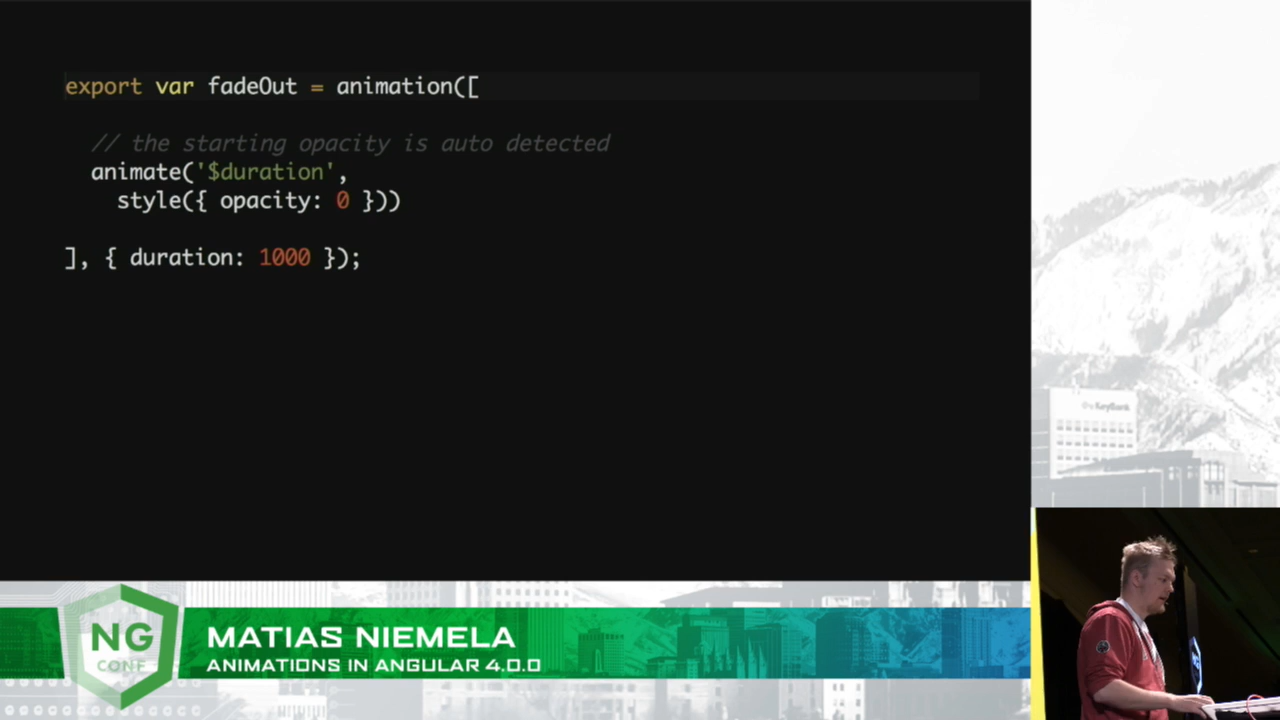 export var fadeOut = animation([
// the starting opacity is auto detected
animate('$duration',
style({ opacity: 0 }))
], { duration: 1000 });
KeyBank
NG
CONF
MATIAS NIEMELA
ANIMATIONS IN ANGULAR 4.0.0